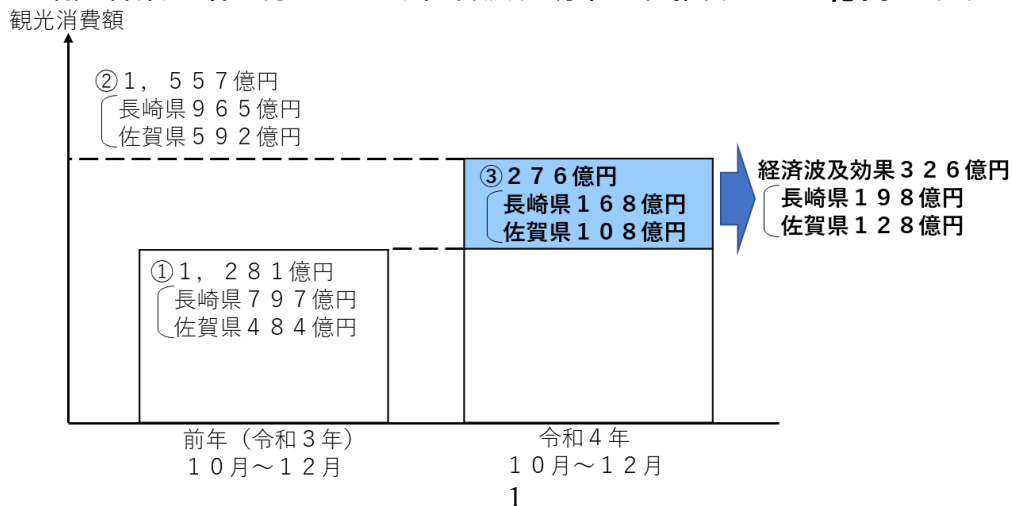 観光消費額
②1，557億円
長崎県965億円
佐賀県592億円
③276億円
長崎県168億円
佐賀県108億円
経済波及効果326億円
長崎県198億円
佐賀県128億円
①1，281億円
長崎県797億円
佐賀県484億円
前年（令和3年）
10月～12月
令和4年
10月～12月
1